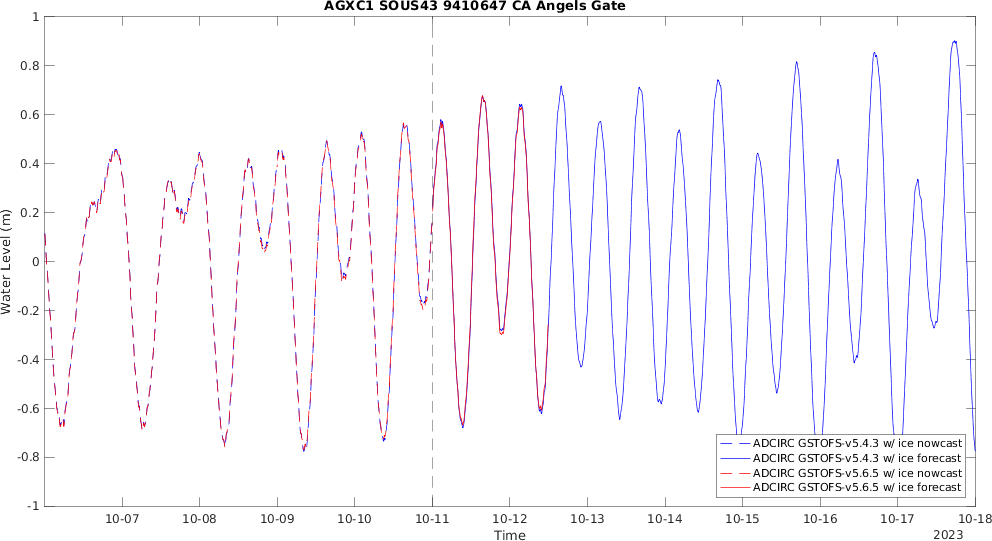 AGXC1 SOUS43 9410647 CA Angels Gate
1
0.8
0.6
0.4
0.2
0
-0.2
-0.4
-0.6
-0.8
-1
Water Level (m)
10-07 10-08 10-09 10-10 10-11 10-12 10-13 10-14 10-15 10-16 10-17 10-18
Time
2023
ADCIRC GSTOFS-v5.4.3 w/ ice nowcast
ADCIRC GSTOFS-v5.4.3 w/ ice forecast
ADCIRC GSTOFS-v5.6.5 w/ ice nowcast
ADCIRC GSTOFS-v5.6.5 w/ ice forecast